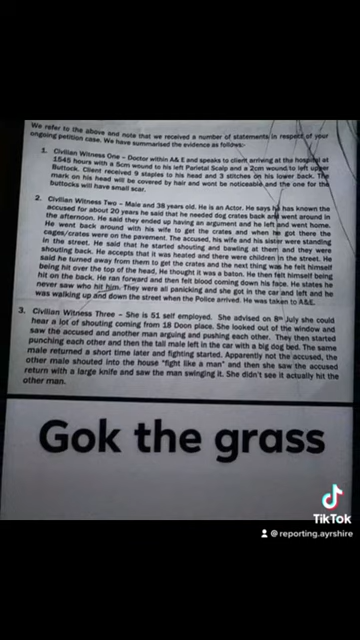 We refer to the above and note that we received a number of statements in respect of your
ongoing petition case. We have summarised the evidence as follows:-
1. Civilian Witness One - Doctor within A& E and speaks to client arriving at the hospital at
1545 hours with a 5cm wound to his left Parietal Scalp and a 2cm wound to left upper
Buttock. Client received 9 staples to his head and 3 stitches on his lower back. The
mark on his head will be covered by hair and wont be noticeable and the one for the
buttocks will have small scar.
2. Civilian Witness Two - Male and 38 years old. He is an Actor. He says he has known the
accused for about 20 years he said that he needed dog crates back and went around in
the afternoon. He said they ended up having an argument and he left and went home.
He went back around with his wife to get the crates and when he got there the
cages/crates were on the pavement. The accused, his wife and his sister were standing
in the street. He said that he started shouting and bawling at them and they were
shouting back. He accepts that it was heated and there were children in the street. He
said he turned away from them to get the crates and the next thing was he felt himself
being hit over the top of the head, He thought it was a baton. He then felt himself being
hit on the back. He ran forward and then felt blood coming down his face. He states he
never saw who hit him. They were all panicking and she got in the car and left and he
was walking up and down the street when the Police arrived. He was taken to A&E.
3. Civilian Witness Three - She is 51 self employed. She advised on 8th July she could
hear a lot of shouting coming from 18 Doon place. She looked out of the window and
saw the accused and another man arguing and pushing each other. They then started
punching each other and then the tall male left in the car with a big dog bed. The same
male returned a short time later and fighting started. Apparently not the accused, the
other male shouted into the house "fight like a man" and then she saw the accused
return with a large knife and saw the man swinging it. She didn't see it actually hit the
other man.
Gok the grass
TikTok
@reporting.ayrshire